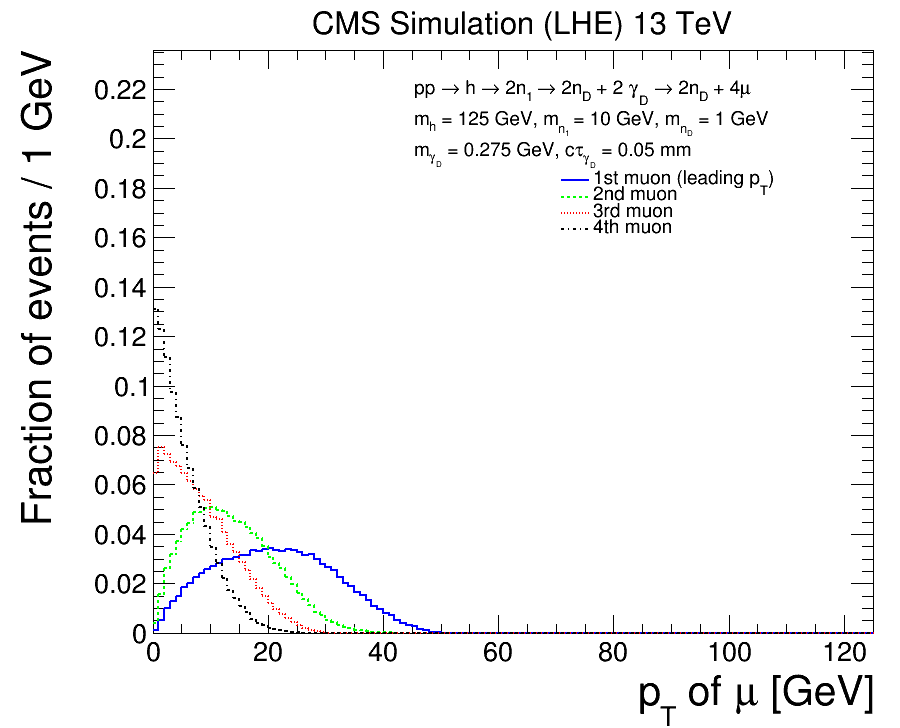 CMS Simulation (LHE) 13 TeV
Fraction of events / 1 GeV
0.22
0.2
0.18
0.16
0.14
0.12
0.1
0.08
0.06
0.04
0.02
0
pp → h → 2n1 → 2nD + 2 γD → 2nD + 4μ
mh = 125 GeV, mn1 = 10 GeV, mnD = 1 GeV
mγD = 0.275 GeV, cτγD = 0.05 mm
1st muon (leading pT)
2nd muon
3rd muon
4th muon
0 20 40 60 80 100 120
pT of μ [GeV]